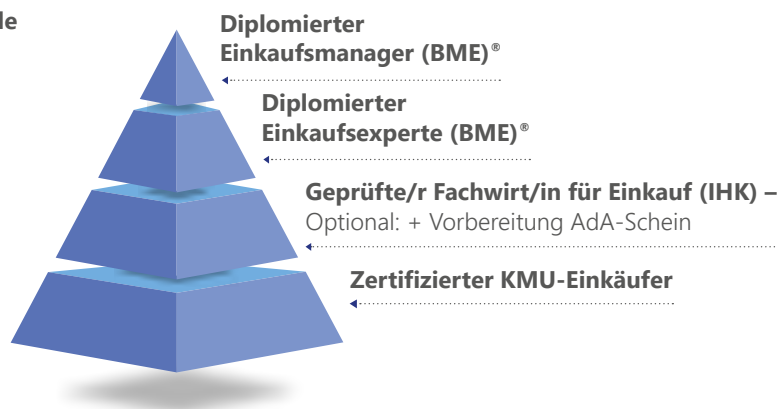 Diplomierter
Einkaufsmanager (BME)®
Diplomierter
Einkaufsexperte (BME)®
Geprüfte/r Fachwirt/in für Einkauf (IHK) –
Optional: + Vorbereitung AdA-Schein
Zertifizierter KMU-Einkäufer